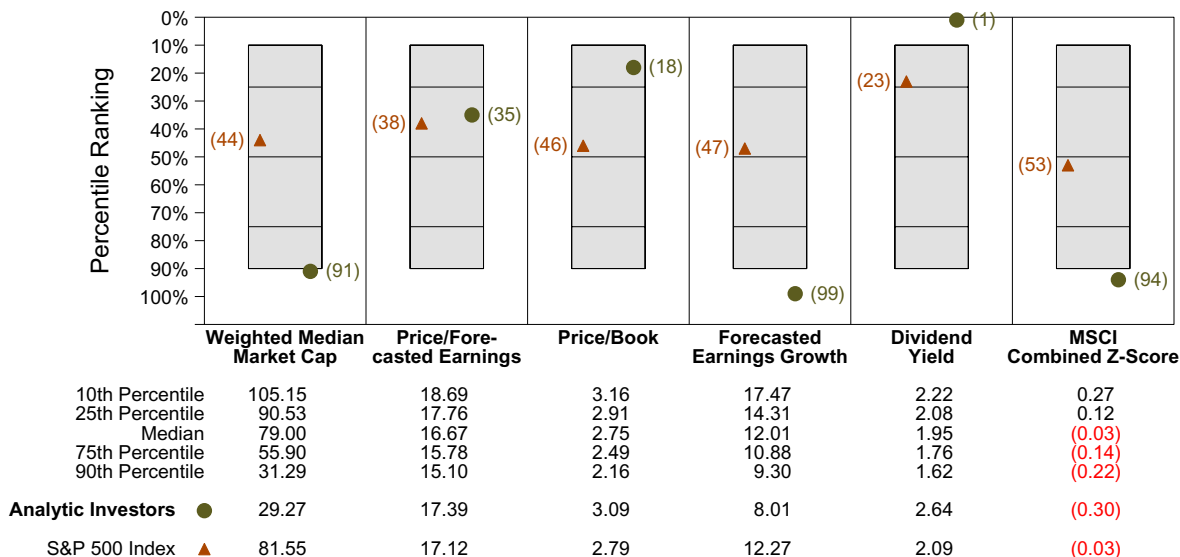 Percentile Ranking
0%
10%
20%
30%
40%
50%
60%
70%
80%
90%
100%
(44) (91)
(38) (35)
(46) (18)
(47) (99)
(23) (1)
(53) (94)
Weighted Median Market Cap
Price/Fore-
casted Earnings
Price/Book
Forecasted
Earnings Growth
Dividend
Yield
MSCI
Combined Z-Score
10th Percentile 105.15 18.69 3.16 17.47 2.22 0.27
25th Percentile 90.53 17.76 2.91 14.31 2.08 0.12
Median 79.00 16.67 2.75 12.01 1.95 (0.03)
75th Percentile 55.90 15.78 2.49 10.88 1.76 (0.14)
90th Percentile 31.29 15.10 2.16 9.30 1.62 (0.22)
Analytic Investors 29.27 17.39 3.09 8.01 2.64 (0.30)
S&P 500 Index 81.55 17.12 2.79 12.27 2.09 (0.03)